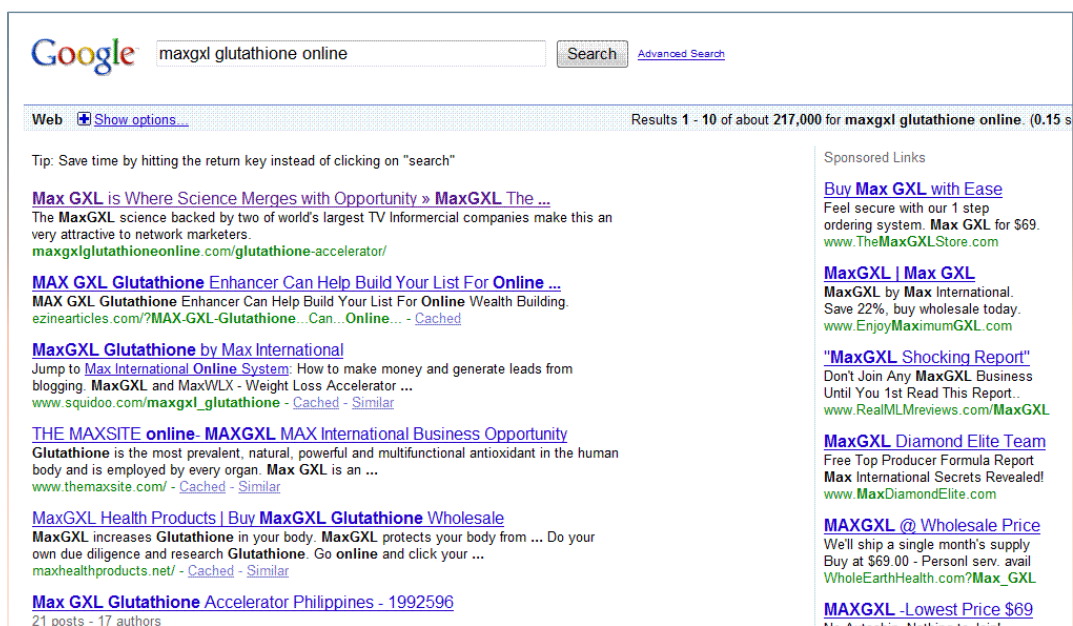 Google maxgxl glutathione online Search Advanced Search
Web Show options... Results 1 - 10 of about 217,000 for maxgxl glutathione online. (0.15 s
Tip: Save time by hitting the return key instead of clicking on "search"
Max GXL is Where Science Merges with Opportunity » MaxGXL The ...
The MaxGXL science backed by two of world's largest TV Informercial companies make this an
very attractive to network marketers.
maxgxlglutathioneonline.com/glutathione-accelerator/
MAX GXL Glutathione Enhancer Can Help Build Your List For Online ...
MAX GXL Glutathione Enhancer Can Help Build Your List For Online Wealth Building.
ezinearticles.com/?MAX-GXL-Glutathione...Can...Online... - Cached
MaxGXL Glutathione by Max International
Jump to Max International Online System: How to make money and generate leads from
blogging. MaxGXL and MaxWLX - Weight Loss Accelerator ...
www.squidoo.com/maxgxl_glutathione - Cached - Similar
THE MAXSITE online- MAXGXL MAX International Business Opportunity
Glutathione is the most prevalent, natural, powerful and multifunctional antioxidant in the human
body and is employed by every organ. Max GXL is an ...
www.themaxsite.com/ - Cached - Similar
MaxGXL Health Products | Buy MaxGXL Glutathione Wholesale
MaxGXL increases Glutathione in your body. MaxGXL protects your body from ... Do your
own due diligence and research Glutathione. Go online and click your ...
maxhealthproducts.net/ - Cached - Similar
Max GXL Glutathione Accelerator Philippines - 1992596
21 posts - 17 authors
Sponsored Links
Buy Max GXL with Ease
Feel secure with our 1 step
ordering system. Max GXL for $69.
www.TheMaxGXLStore.com
MaxGXL | Max GXL
MaxGXL by Max International.
Save 22%, buy wholesale today.
www.EnjoyMaximumGXL.com
"MaxGXL Shocking Report"
Don't Join Any MaxGXL Business
Until You 1st Read This Report..
www.RealMLMreviews.com/MaxGXL
MaxGXL Diamond Elite Team
Free Top Producer Formula Report
Max International Secrets Revealed!
www.MaxDiamondElite.com
MAXGXL @ Wholesale Price
We'll ship a single month's supply
Buy at $69.00 - Personl serv. avail
WholeEarthHealth.com?Max_GXL
MAXGXL -Lowest Price $69